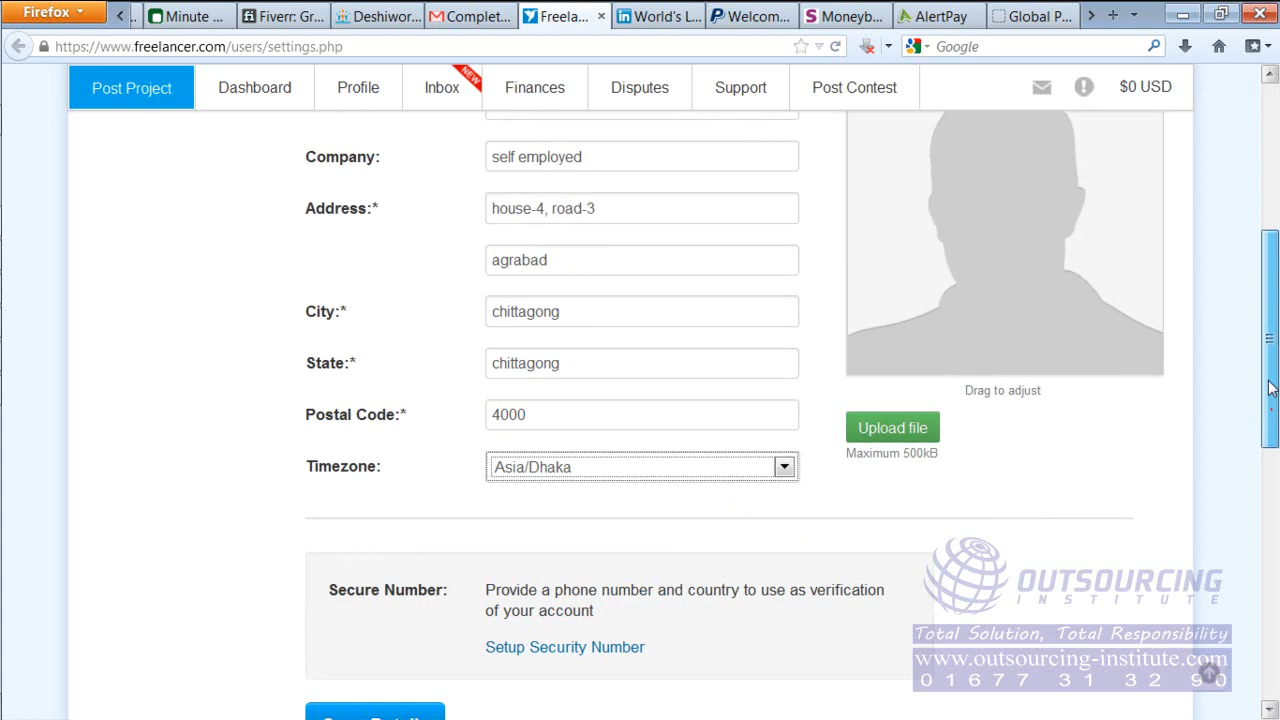 Firefox
Minute ...
Fiverr: Gr...
Deshiwor...
Complet...
Freela...
World's L...
Welcom...
Moneyb...
AlertPay
Global P...
https://www.freelancer.com/users/settings.php
Google
Post Project
Dashboard
Profile
Inbox
NEW
Finances
Disputes
Support
Post Contest
$0 USD
Company:
self employed
Address:*
house-4, road-3
agrabad
City:*
chittagong
State:*
chittagong
Postal Code:*
4000
Timezone:
Asia/Dhaka
Drag to adjust
Upload file
Maximum 500kB
Secure Number:
Provide a phone number and country to use as verification
of your account
Setup Security Number
OUTSOURCING
INSTITUTE
Total Solution, Total Responsibility
www.outsourcing-institute.com
01677 31 32 90